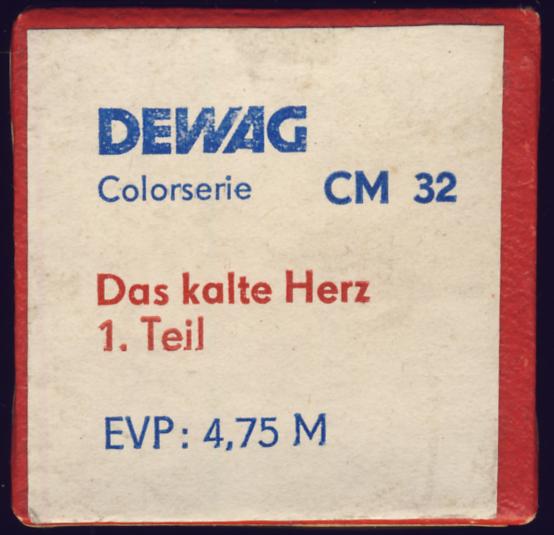 DEWAG
Colorserie CM 32
Das kalte Herz
1. Teil
EVP: 4,75 M